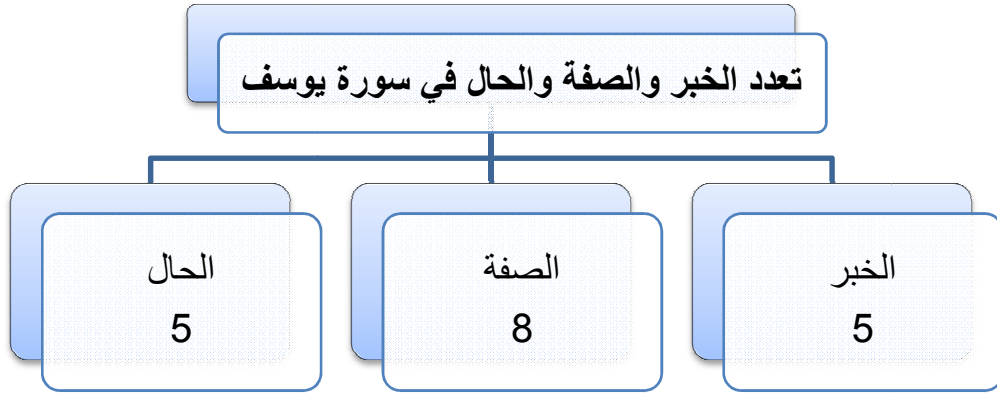 تعدد الخبر والصفة والحال في سورة يوسف
الخبر
5
الصفة
8
الحال
5